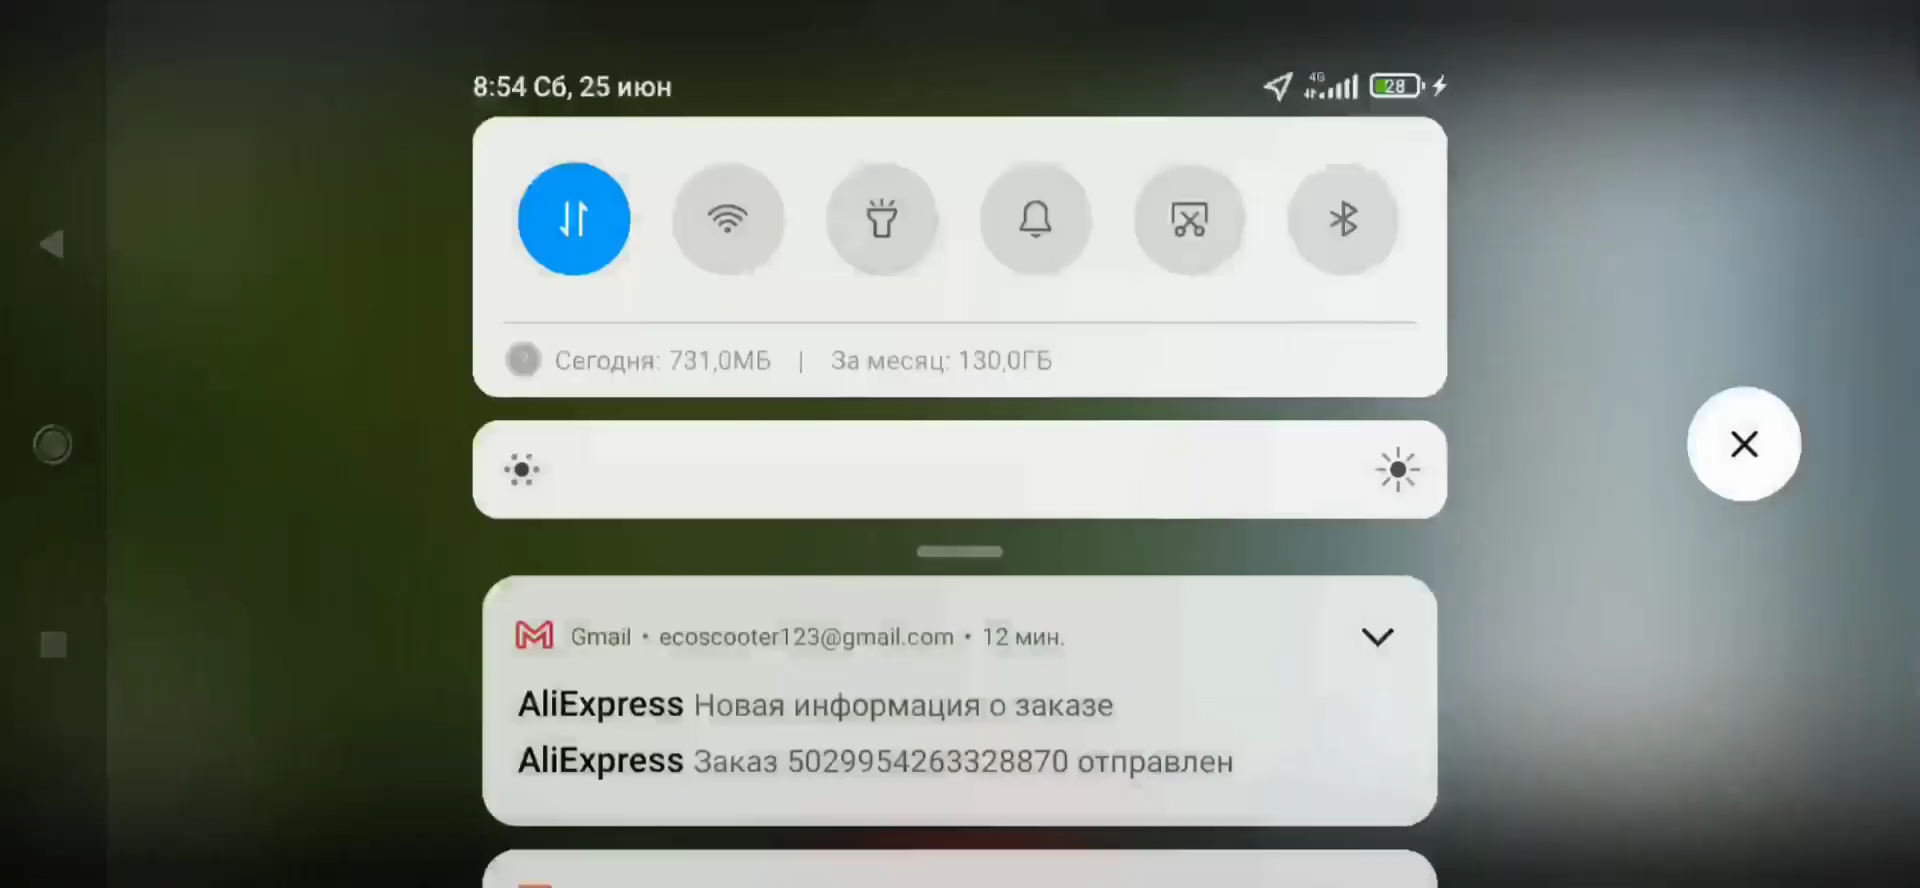 8:54 Сб, 25 июн
4G
28
Сегодня: 731,0МБ | За месяц: 130,0ГБ
Gmail • ecoscooter123@gmail.com • 12 мин.
AliExpress Новая информация о заказе
AliExpress Заказ 5029954263328870 отправлен